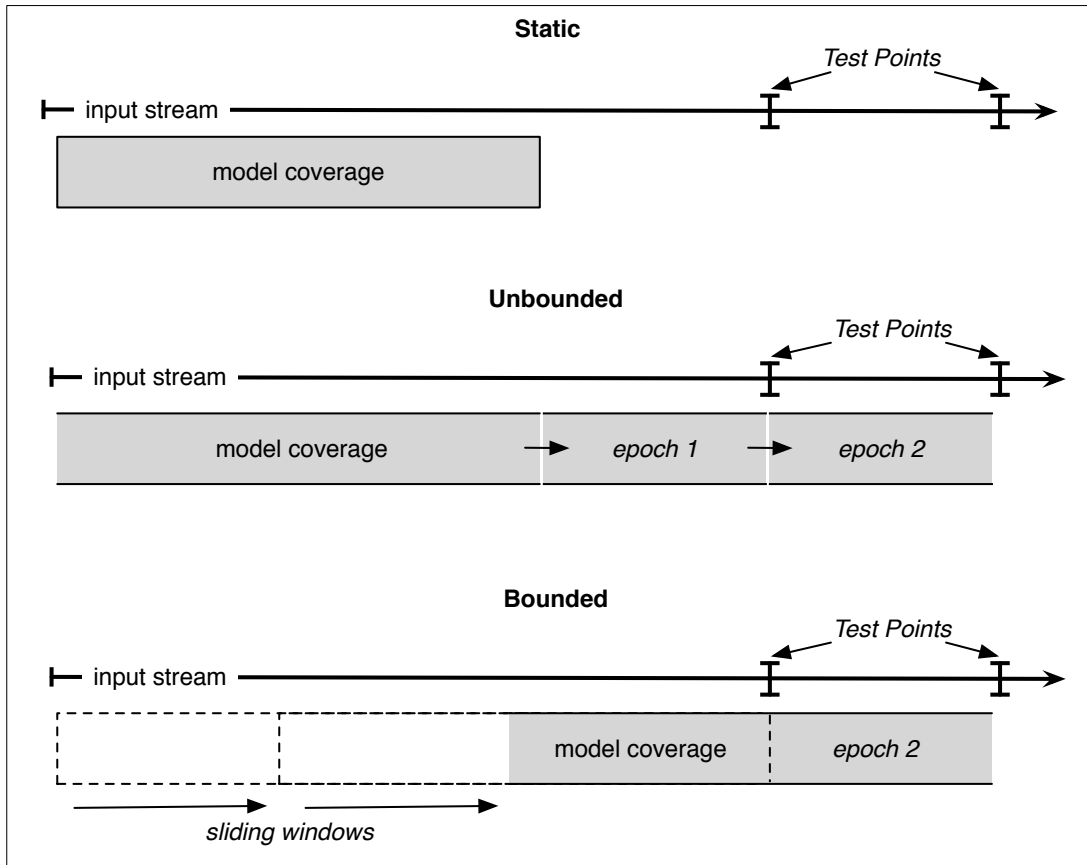 Static
Test Points
input stream
model coverage
Unbounded
Test Points
input stream
model coverage
epoch 1
epoch 2
Bounded
Test Points
input stream
model coverage
epoch 2
sliding windows